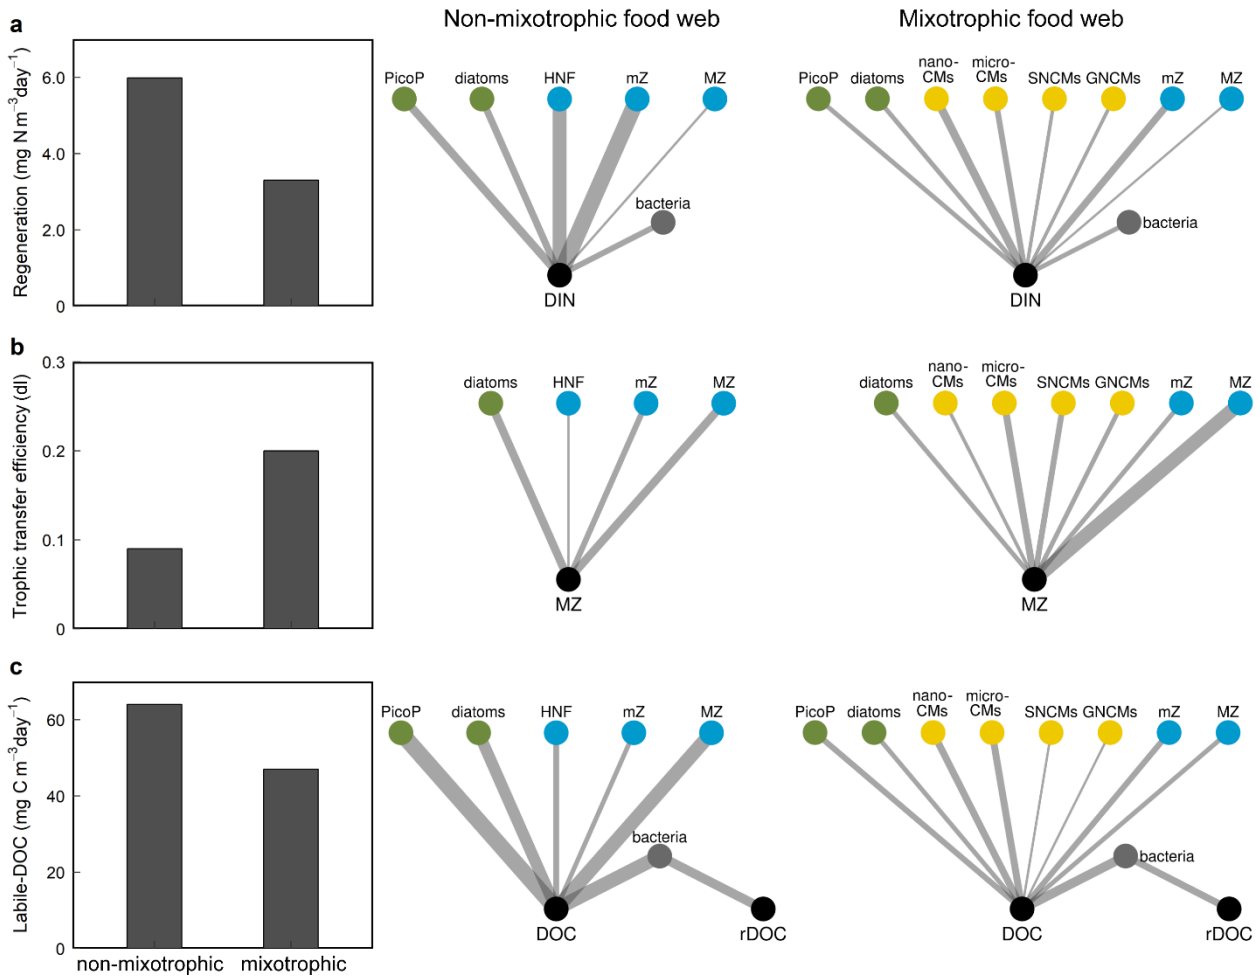 Non-mixotrophic food web
Mixotrophic food web
a
Regeneration (mg N m−3day−1)
6.0
4.0
2.0
0
PicoP
diatoms
HNF
mZ
MZ
bacteria
DIN
PicoP
diatoms
nano-
CMs
micro-
CMs
SNCMs
GNCMs
mZ
MZ
bacteria
DIN
b
Trophic transfer efficiency (dl)
0.3
0.2
0.1
0
diatoms
HNF
mZ
MZ
MZ
diatoms
nano-
CMs
micro-
CMs
SNCMs
GNCMs
mZ
MZ
MZ
c
Labile-DOC (mg C m−3day−1)
60
40
20
0
non-mixotrophic
mixotrophic
PicoP
diatoms
HNF
mZ
MZ
bacteria
DOC
rDOC
PicoP
diatoms
nano-
CMs
micro-
CMs
SNCMs
GNCMs
mZ
MZ
bacteria
DOC
rDOC